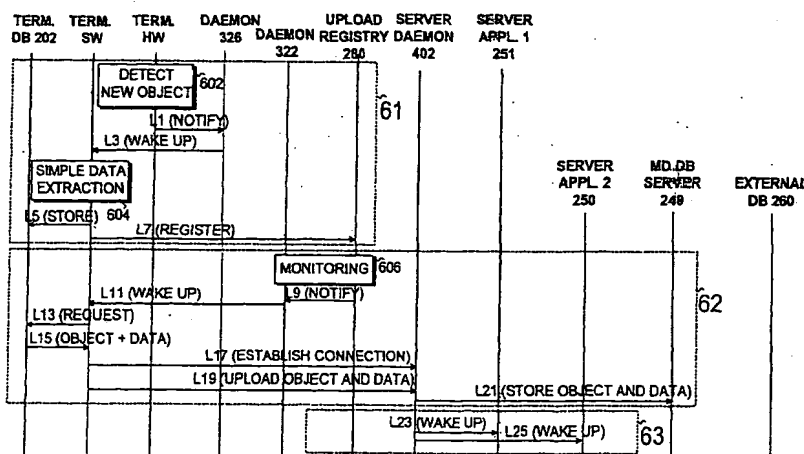 TERM. DB 202
TERM. SW
TERM. HW
DAEMON 326
DAEMON 322
UPLOAD REGISTRY 280
SERVER DAEMON 402
SERVER APPL. 1 251
DETECT NEW OBJECT
602
61
L1 (NOTIFY)
L3 (WAKE UP)
SIMPLE DATA EXTRACTION
604
L5 (STORE)
L7 (REGISTER)
SERVER APPL. 2 250
MD.DB SERVER 249
EXTERNAL DB 260
MONITORING
606
62
L9 (NOTIFY)
L11 (WAKE UP)
L13 (REQUEST)
L15 (OBJECT + DATA)
L17 (ESTABLISH CONNECTION)
L19 (UPLOAD OBJECT AND DATA)
L21 (STORE OBJECT AND DATA)
L23 (WAKE UP)
L25 (WAKE UP)
63